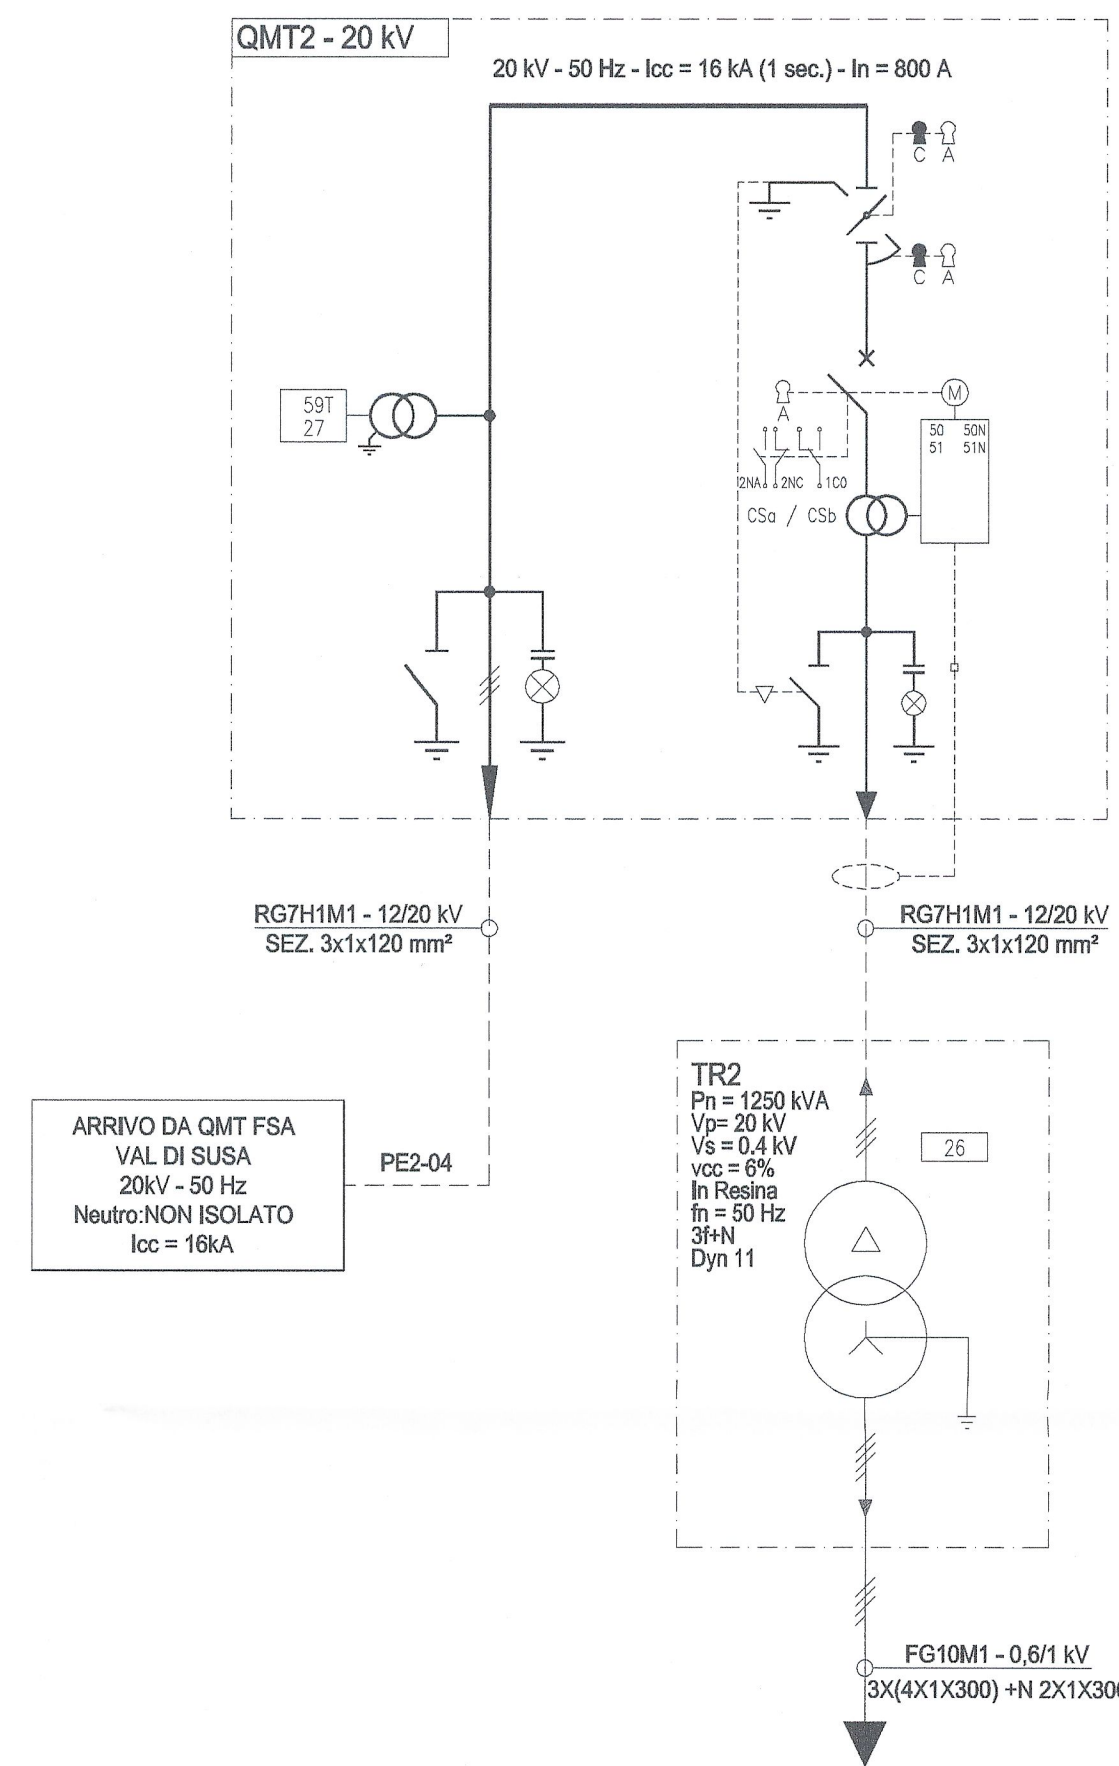 QMT2 - 20 kV
20 kV - 50 Hz - Icc = 16 kA (1 sec.) - In = 800 A
C A
C A
59T
27
A
M
50 50N
51 51N
2NA 2NC 1CO
CSa / CSb
RG7H1M1 - 12/20 kV
SEZ. 3x1x120 mm²
RG7H1M1 - 12/20 kV
SEZ. 3x1x120 mm²
ARRIVO DA QMT FSA
VAL DI SUSA
20kV - 50 Hz
Neutro:NON ISOLATO
Icc = 16kA
PE2-04
TR2
Pn = 1250 kVA
Vp= 20 kV
Vs = 0.4 kV
vcc = 6%
In Resina
fn = 50 Hz
3f+N
Dyn 11
26
FG10M1 - 0,6/1 kV
3X(4X1X300) +N 2X1X300